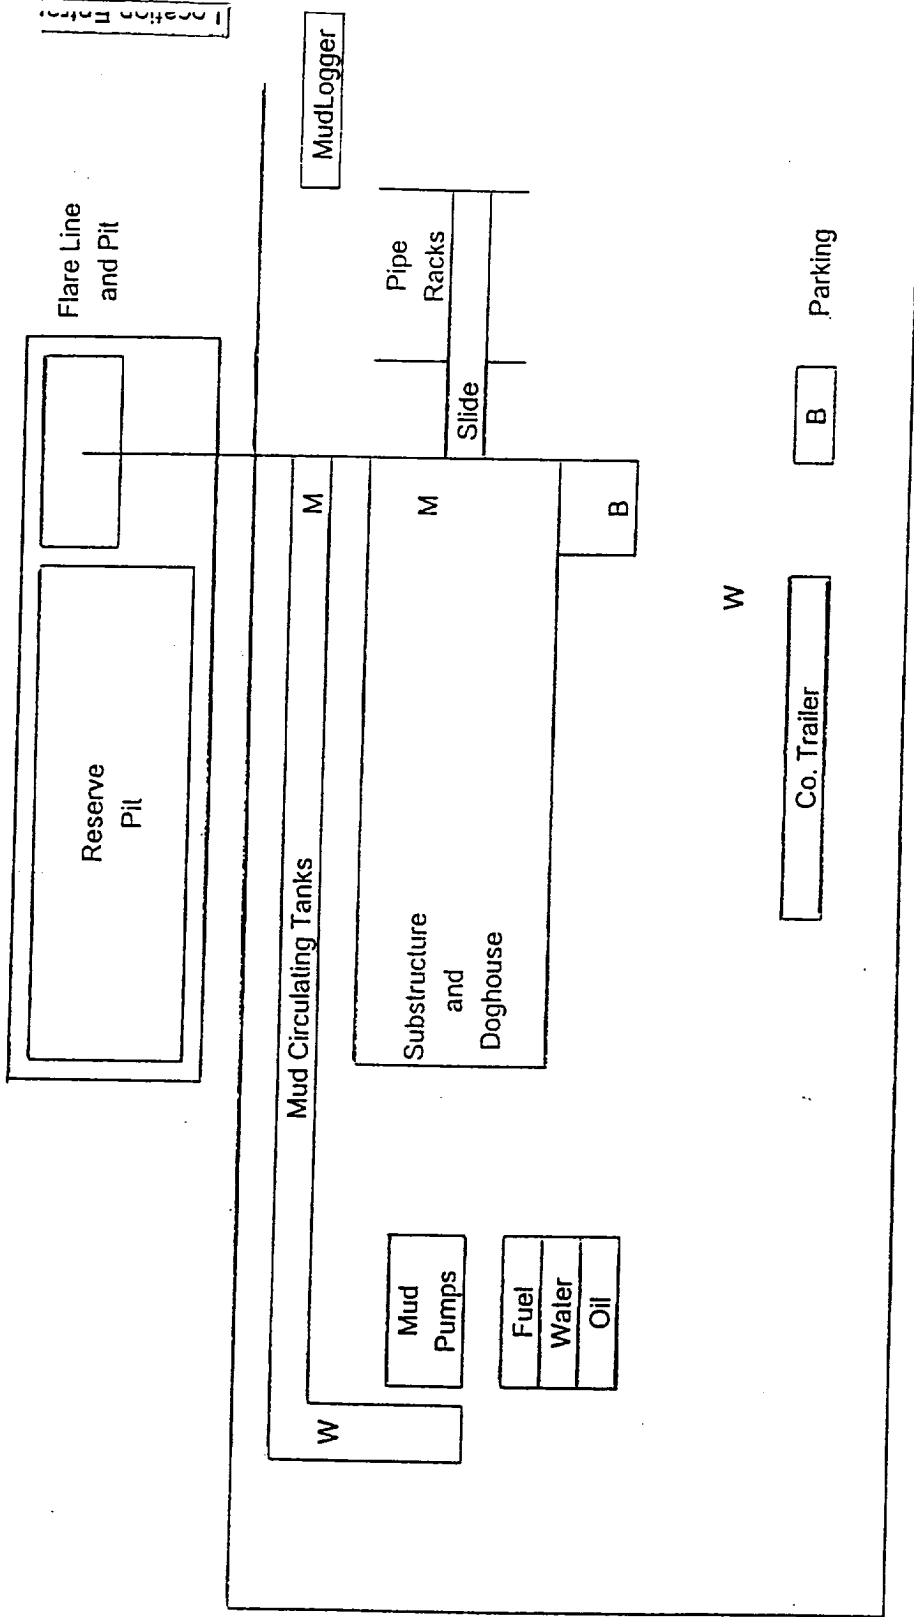 Location
Flare Line
and Pit
Reserve
Pit
MudLogger
Mud Circulating Tanks
M
W
Pipe
Racks
Slide
M
Substructure
and
Doghouse
Mud
Pumps
Fuel
Water
Oil
B
W
Co. Trailer
B
Parking